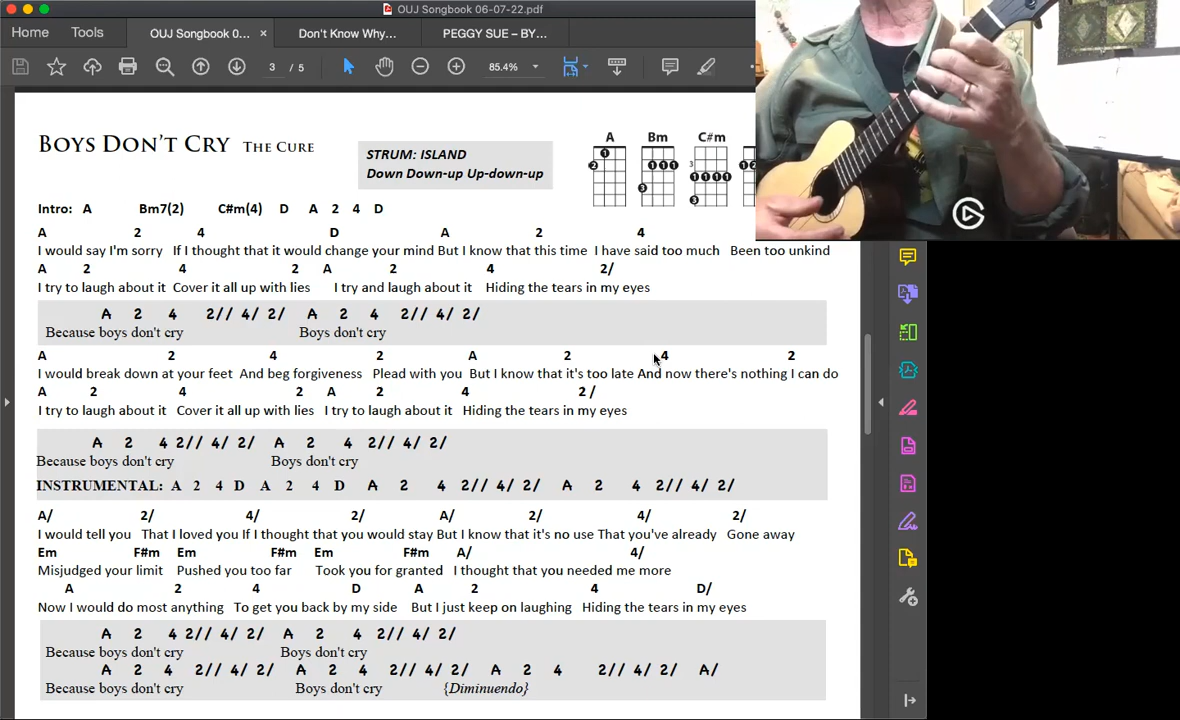 OUJ Songbook 06-07-22.pdf
Home Tools OUJ Songbook 0... × Don't Know Why... PEGGY SUE – BY...
3 / 5 85.4%
BOYS DON'T CRY THE CURE
STRUM: ISLAND
Down Down-up Up-down-up
A Bm C#m
Intro: A Bm7(2) C#m(4) D A 2 4 D
A 2 4 D A 2 4
I would say I'm sorry If I thought that it would change your mind But I know that this time I have said too much Been too unkind
A 2 4 2 A 2 4 2/
I try to laugh about it Cover it all up with lies I try and laugh about it Hiding the tears in my eyes
A 2 4 2// 4/ 2/ A 2 4 2// 4/ 2/
Because boys don't cry Boys don't cry
A 2 4 2 A 2 4 2
I would break down at your feet And beg forgiveness Plead with you But I know that it's too late And now there's nothing I can do
A 2 4 2 A 2 4 2 /
I try to laugh about it Cover it all up with lies I try to laugh about it Hiding the tears in my eyes
A 2 4 2// 4/ 2/ A 2 4 2// 4/ 2/
Because boys don't cry Boys don't cry
INSTRUMENTAL: A 2 4 D A 2 4 D A 2 4 2// 4/ 2/ A 2 4 2// 4/ 2/
A/ 2/ 4/ 2/ A/ 2/ 4/ 2/
I would tell you That I loved you If I thought that you would stay But I know that it's no use That you've already Gone away
Em F#m Em F#m Em F#m A/ 4/
Misjudged your limit Pushed you too far Took you for granted I thought that you needed me more
A 2 4 D A 2 4 D/
Now I would do most anything To get you back by my side But I just keep on laughing Hiding the tears in my eyes
A 2 4 2// 4/ 2/ A 2 4 2// 4/ 2/
Because boys don't cry Boys don't cry
A 2 4 2// 4/ 2/ A 2 4 2// 4/ 2/ A 2 4 2// 4/ 2/ A/
Because boys don't cry Boys don't cry {Diminuendo}